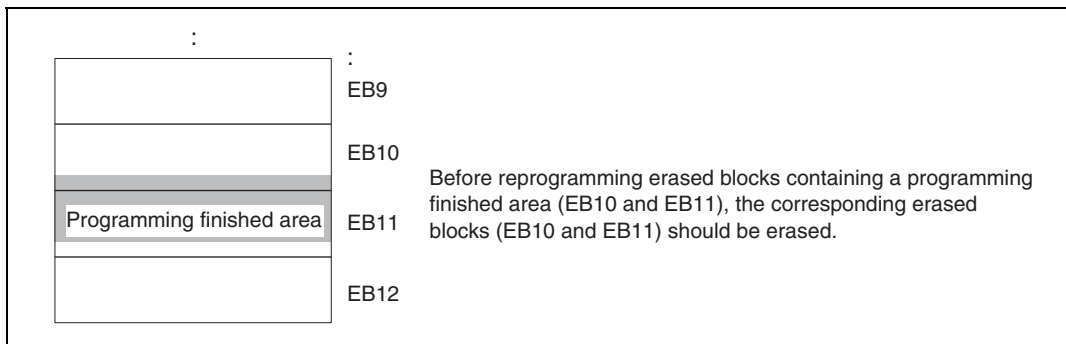 :
:
EB9
EB10
Programming finished area
EB11
EB12
Before reprogramming erased blocks containing a programming
finished area (EB10 and EB11), the corresponding erased
blocks (EB10 and EB11) should be erased.